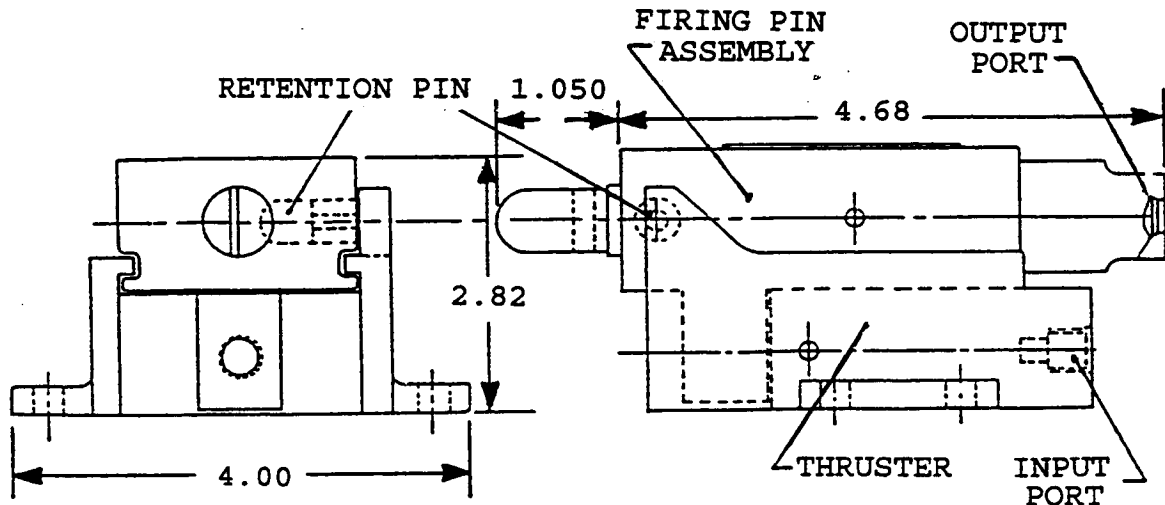 FIRING PIN
ASSEMBLY
OUTPUT
PORT
RETENTION PIN
1.050
4.68
2.82
4.00
THRUSTER
INPUT
PORT